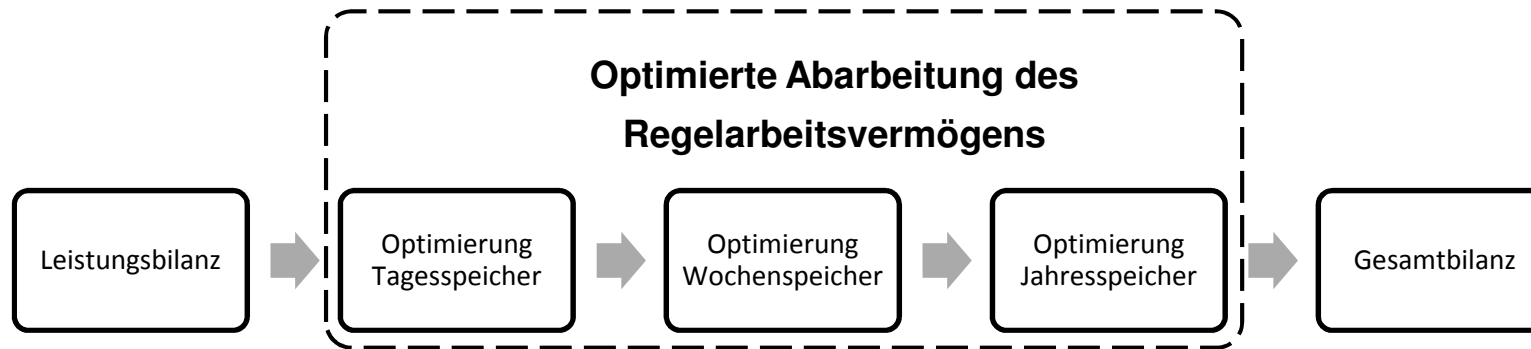 Optimierte Abarbeitung des
Regelarbeitsvermögens
Leistungsbilanz
Optimierung
Tagesspeicher
Optimierung
Wochenspeicher
Optimierung
Jahresspeicher
Gesamtbilanz